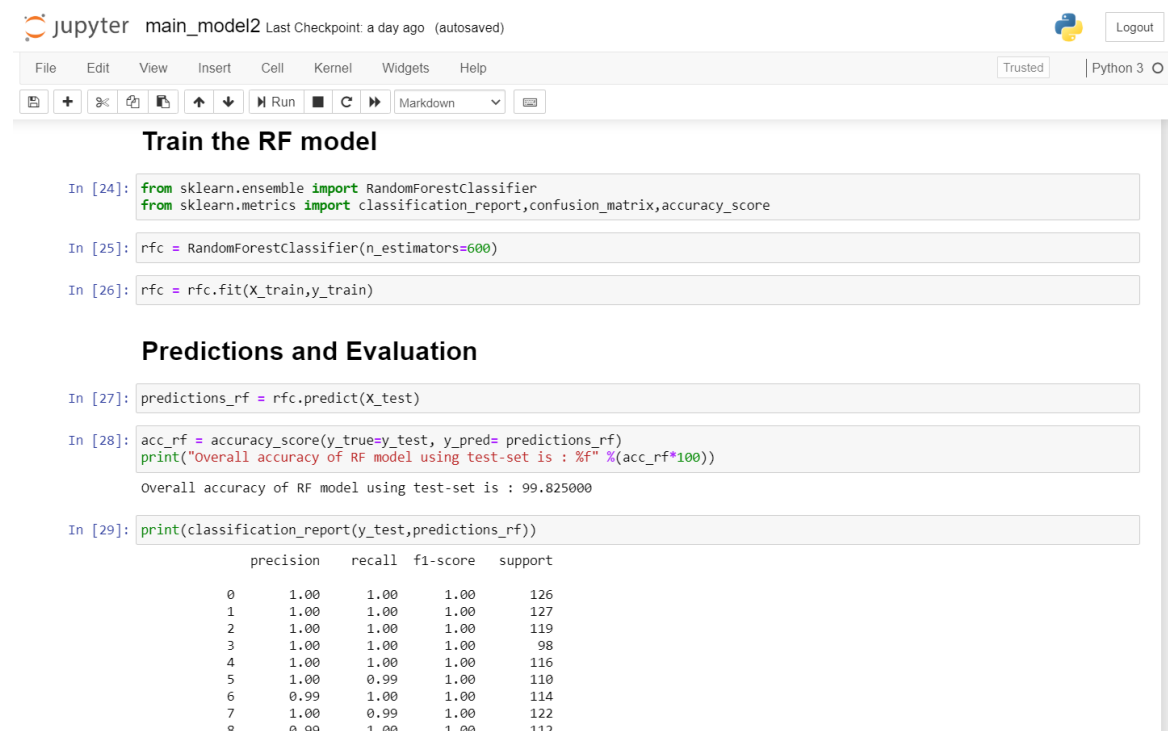 jupyter main_model2 Last Checkpoint: a day ago (autosaved)
Logout
File Edit View Insert Cell Kernel Widgets Help
Trusted Python 3
Run Markdown
Train the RF model
In [24]: from sklearn.ensemble import RandomForestClassifier
from sklearn.metrics import classification_report,confusion_matrix,accuracy_score
In [25]: rfc = RandomForestClassifier(n_estimators=600)
In [26]: rfc = rfc.fit(X_train,y_train)
Predictions and Evaluation
In [27]: predictions_rf = rfc.predict(X_test)
In [28]: acc_rf = accuracy_score(y_true=y_test, y_pred= predictions_rf)
print("Overall accuracy of RF model using test-set is : %f" %(acc_rf*100))
Overall accuracy of RF model using test-set is : 99.825000
In [29]: print(classification_report(y_test,predictions_rf))
precision recall f1-score support
0 1.00 1.00 1.00 126
1 1.00 1.00 1.00 127
2 1.00 1.00 1.00 119
3 1.00 1.00 1.00 98
4 1.00 1.00 1.00 116
5 1.00 0.99 1.00 110
6 0.99 1.00 1.00 114
7 1.00 0.99 1.00 122
8 0.99 1.00 1.00 112